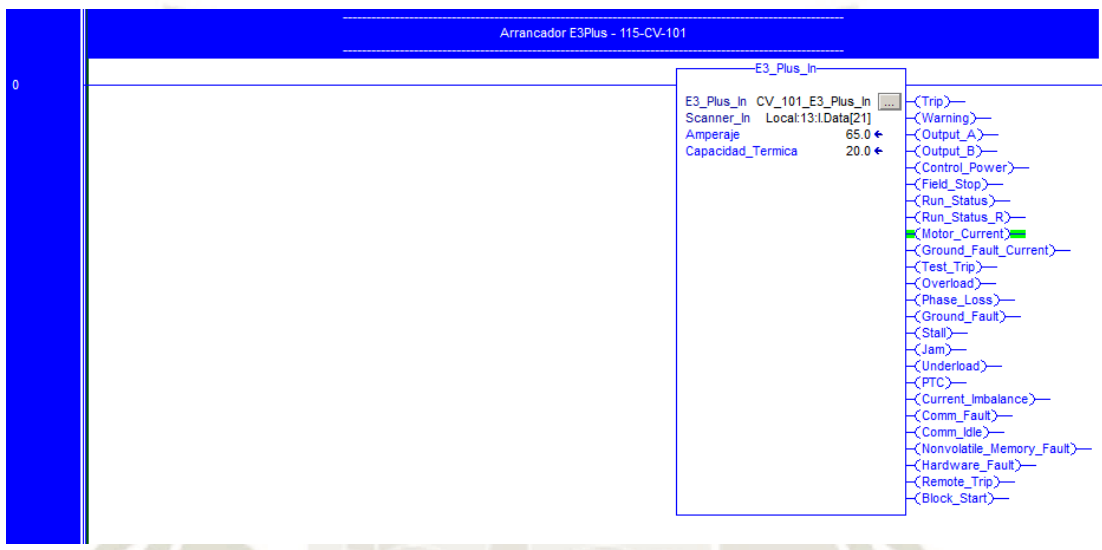 Arrancador E3Plus - 115-CV-101
0
E3_Plus_In
E3_Plus_In CV_101_E3_Plus_In ...
Scanner_In Local:13:I.Data[21]
Amperaje 65.0
Capacidad_Termica 20.0
Trip
Warning
Output_A
Output_B
Control_Power
Field_Stop
Run_Status
Run_Status_R
Motor_Current
Ground_Fault_Current
Test_Trip
Overload
Phase_Loss
Ground_Fault
Stall
Jam
Underload
PTC
Current_Imbalance
Comm_Fault
Comm_Idle
Nonvolatile_Memory_Fault
Hardware_Fault
Remote_Trip
Block_Start